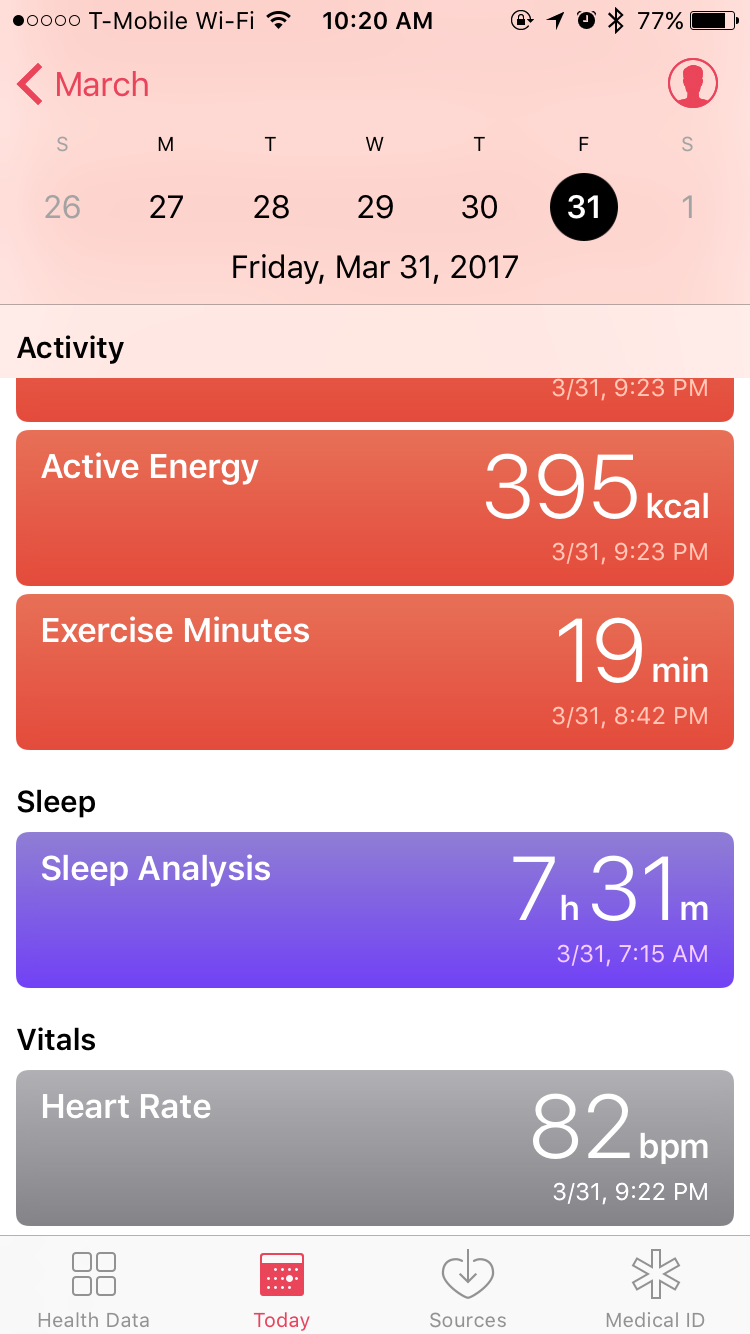 T-Mobile Wi-Fi 10:20 AM 77%
March
S M T W T F S
26 27 28 29 30 31 1
Friday, Mar 31, 2017
Activity
3/31, 9:23 PM
Active Energy 395 kcal
3/31, 9:23 PM
Exercise Minutes 19 min
3/31, 8:42 PM
Sleep
Sleep Analysis 7h 31m
3/31, 7:15 AM
Vitals
Heart Rate 82 bpm
3/31, 9:22 PM
Health Data Today Sources Medical ID